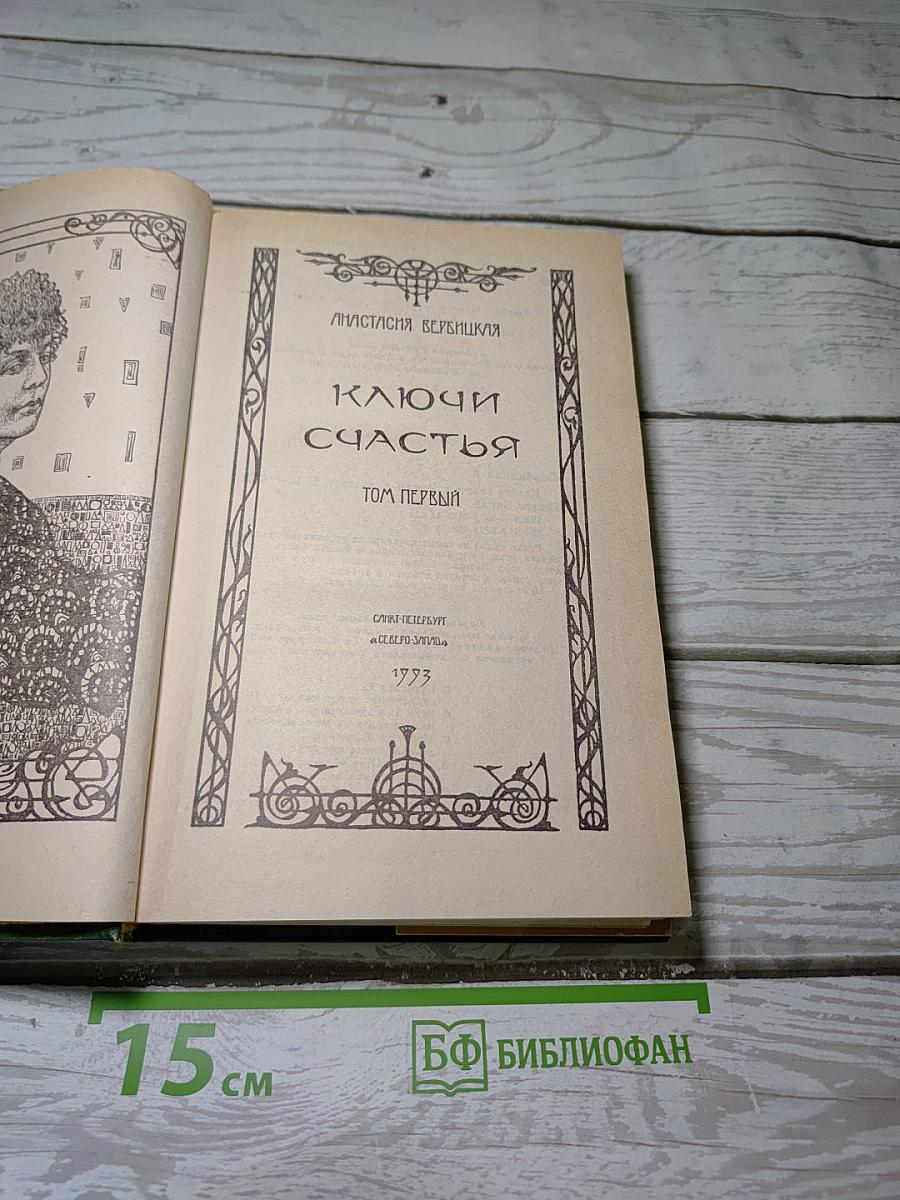 АНАСТАСИЯ ВЕРБИЦКАЯ
КЛЮЧИ
СЧАСТЬЯ
ТОМ ПЕРВЫЙ
САНКТ-ПЕТЕРБУРГ
«СЕВЕРО-ЗАПАД»
1993
15 см
БФ БИБЛИОФАН